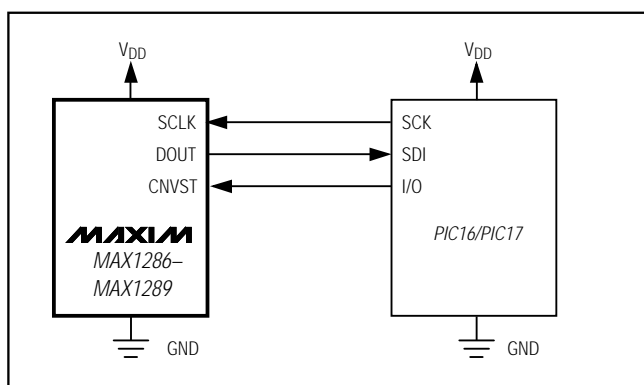 VDD VDD
SCLK SCK
DOUT SDI
CNVST I/O
MAXIM
MAX1286–
MAX1289
PIC16/PIC17
GND GND